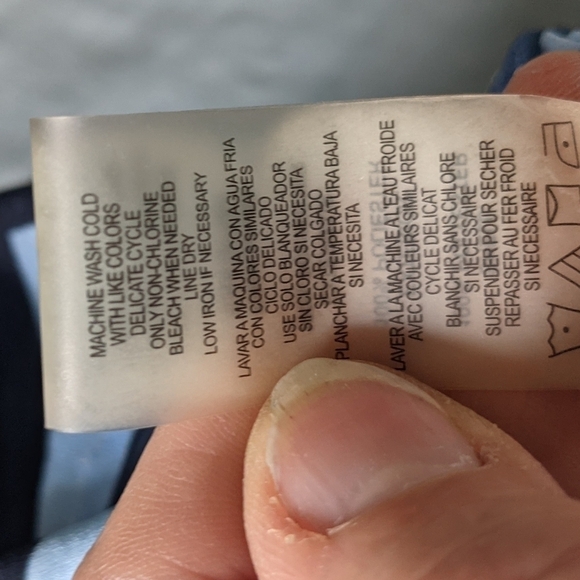 MACHINE WASH COLD
WITH LIKE COLORS
DELICATE CYCLE
ONLY NON-CHLORINE
BLEACH WHEN NEEDED
LINE DRY
LOW IRON IF NECESSARY
LAVAR A MAQUINA CON AGUA FRIA
CON COLORES SIMILARES
CICLO DELICADO
USE SOLO BLANQUEADOR
SIN CLORO SI NECESITA
SECAR COLGADO
PLANCHAR A TEMPERATURA BAJA
SI NECESITA
LAVER A LA MACHINE A L'EAU FROIDE
AVEC COULEURS SIMILAIRES
CYCLE DELICAT
BLANCHIR SANS CHLORE
SI NECESSAIRE
SUSPENDER POUR SECHER
REPASSER AU FER FROID
SI NECESSAIRE